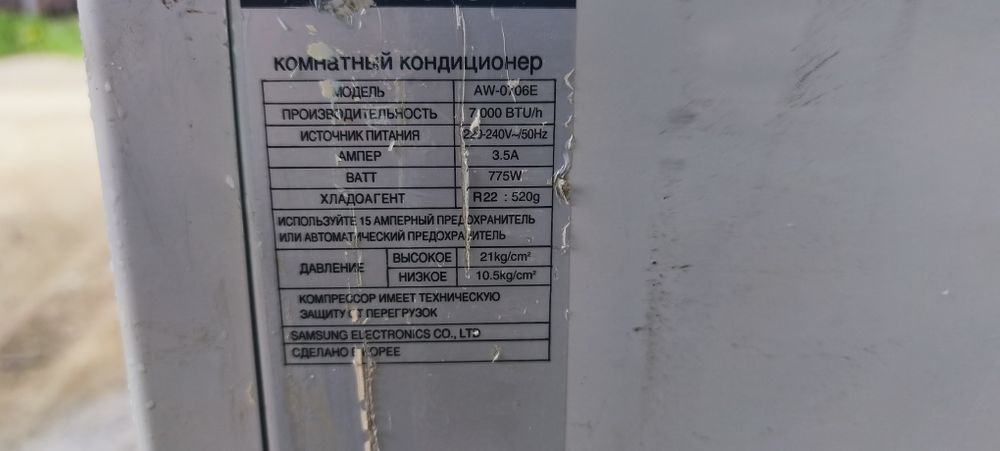 комнатный кондиционер
МОДЕЛЬ AW-0706E
ПРОИЗВОДИТЕЛЬНОСТЬ 7,000 BTU/h
ИСТОЧНИК ПИТАНИЯ 220-240V~/50Hz
АМПЕР 3.5A
ВАТТ 775W
ХЛАДОАГЕНТ R22 : 520g
ИСПОЛЬЗУЙТЕ 15 АМПЕРНЫЙ ПРЕДОХРАНИТЕЛЬ
ИЛИ АВТОМАТИЧЕСКИЙ ПРЕДОХРАНИТЕЛЬ
ДАВЛЕНИЕ
ВЫСОКОЕ 21kg/cm²
НИЗКОЕ 10.5kg/cm²
КОМПРЕССОР ИМЕЕТ ТЕХНИЧЕСКУЮ
ЗАЩИТУ ОТ ПЕРЕГРУЗОК
SAMSUNG ELECTRONICS CO., LTD
СДЕЛАНО В КОРЕЕ